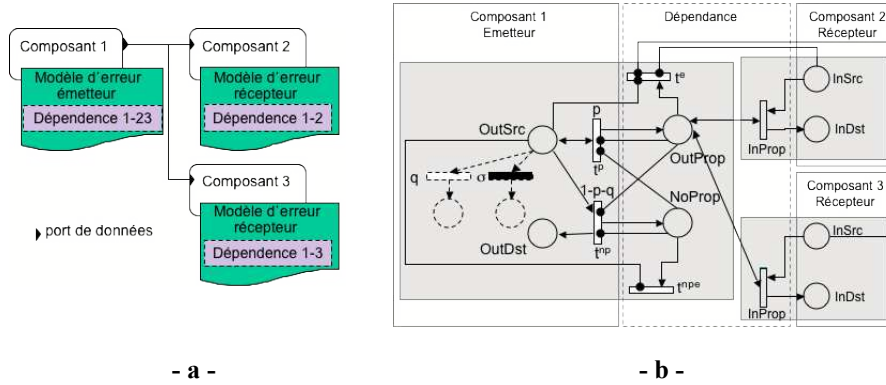 Composant 1
Modèle d'erreur
émetteur
Dépendence 1-23
Composant 2
Modèle d'erreur
récepteur
Dépendence 1-2
Composant 3
Modèle d'erreur
récepteur
Dépendence 1-3
port de données
- a -
Composant 1
Emetteur
Dépendance
Composant 2
Récepteur
tᵉ
InSrc
InDst
InProp
p
OutSrc
OutProp
tᵖ
q
σ
1-p-q
NoProp
OutDst
tⁿᵖ
tⁿᵖᵉ
Composant 3
Récepteur
InSrc
InDst
InProp
- b -